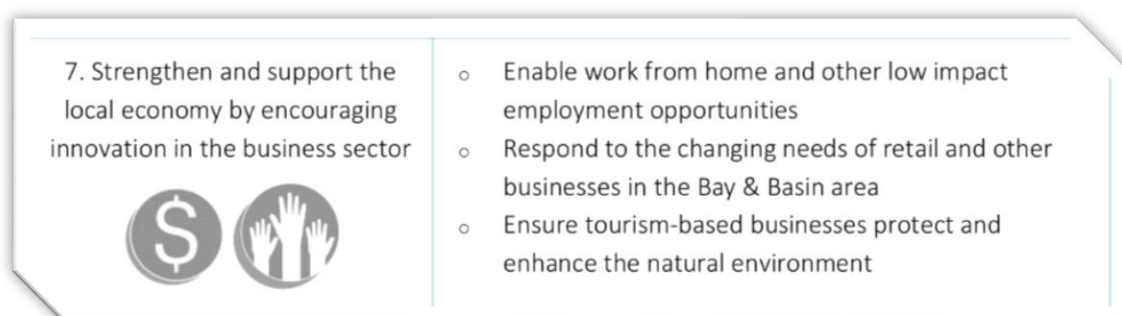 7. Strengthen and support the
local economy by encouraging
innovation in the business sector
$
○ Enable work from home and other low impact
employment opportunities
○ Respond to the changing needs of retail and other
businesses in the Bay & Basin area
○ Ensure tourism-based businesses protect and
enhance the natural environment